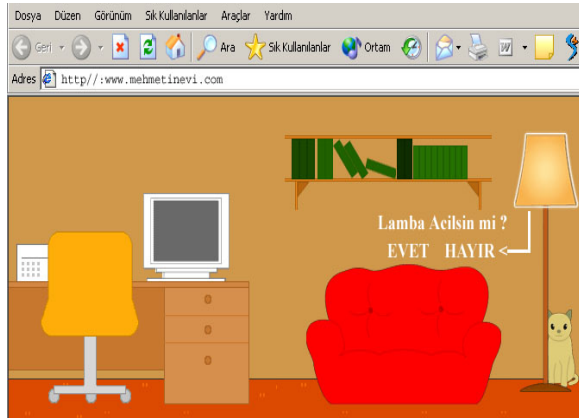 Dosya Düzen Görünüm Sık Kullanılanlar Araçlar Yardım
Geri Ara Sık Kullanılanlar Ortam W
Adres http//:www.mehmetinevi.com
Lamba Acilsin mi ?
EVET HAYIR <